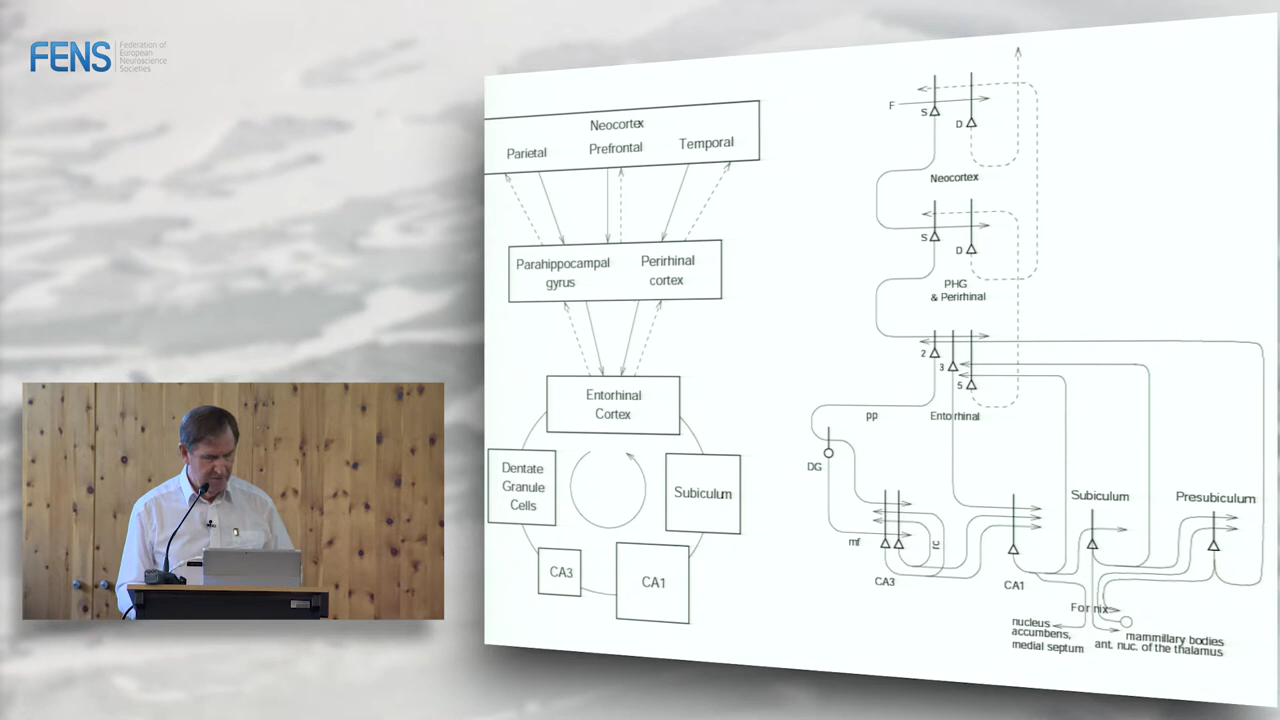 FENS
Federation of
European
Neuroscience
Societies
Neocortex
Parietal Prefrontal Temporal
Parahippocampal
gyrus
Perirhinal
cortex
Entorhinal
Cortex
Dentate
Granule
Cells
Subiculum
CA3
CA1
F
S
D
Neocortex
S
D
PHG
& Perirhinal
2
3
5
pp
Entorhinal
DG
Subiculum
Presubiculum
mf
rc
CA3
CA1
Fornix
nucleus
accumbens,
medial septum
mammillary bodies
ant. nuc. of the thalamus